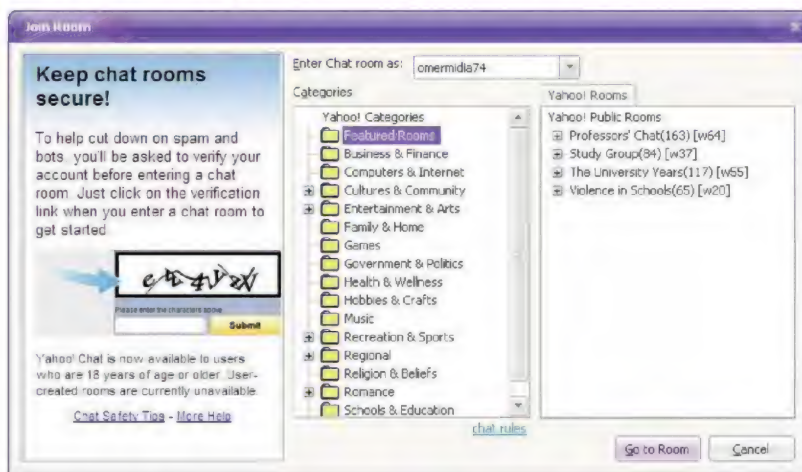 Join Room
Keep chat rooms
secure!
To help cut down on spam and
bots, you'll be asked to verify your
account before entering a chat
room. Just click on the verification
link when you enter a chat room to
get started.
Please enter the characters above
Submit
Yahoo! Chat is now available to users
who are 18 years of age or older. User-
created rooms are currently unavailable.
Chat Safety Tips - More Help
Enter Chat room as: omermidia74
Categories
Yahoo! Categories
Featured Rooms
Business & Finance
Computers & Internet
Cultures & Community
Entertainment & Arts
Family & Home
Games
Government & Politics
Health & Wellness
Hobbies & Crafts
Music
Recreation & Sports
Regional
Religion & Beliefs
Romance
Schools & Education
Yahoo! Rooms
Yahoo! Public Rooms
Professors' Chat(163) [w64]
Study Group(84) [w37]
The University Years(117) [w55]
Violence in Schools(65) [w20]
chat rules
Go to Room
Cancel